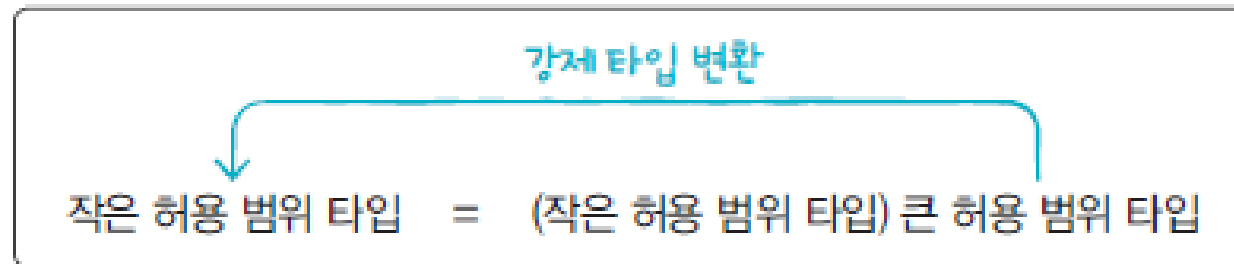 강제 타입 변환
작은 허용 범위 타입 = (작은 허용 범위 타입) 큰 허용 범위 타입